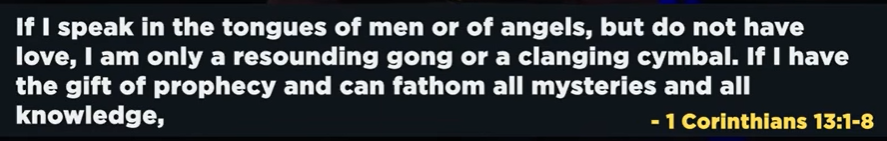 If I speak in the tongues of men or of angels, but do not have
love, I am only a resounding gong or a clanging cymbal. If I have
the gift of prophecy and can fathom all mysteries and all
knowledge,
- 1 Corinthians 13:1-8